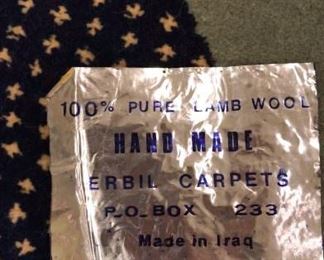 100% PURE LAMB WOOL
HAND MADE
ERBIL CARPETS
P.O. BOX 233
Made in Iraq